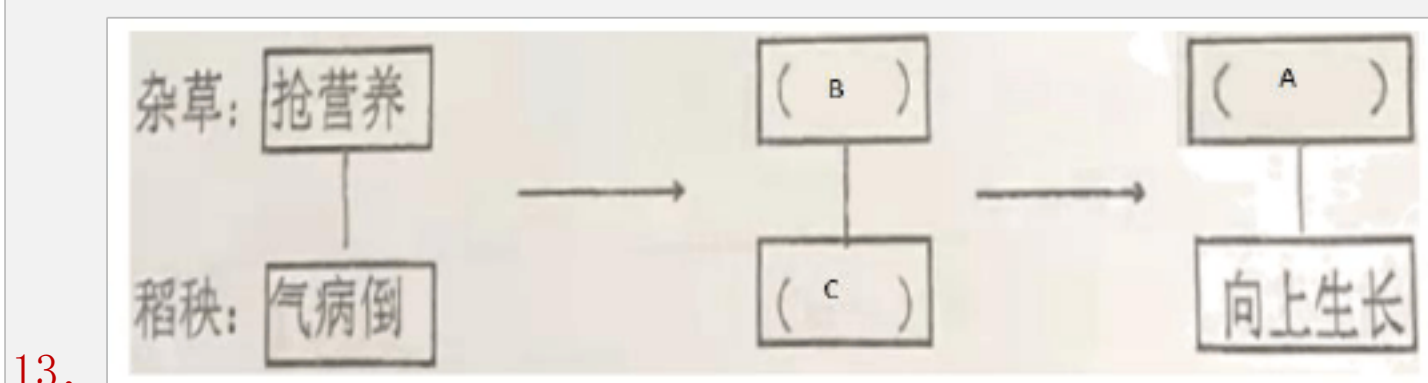 杂草： 抢营养 （ B ） （ A ）
稻秧： 气病倒 （ C ） 向上生长
13.